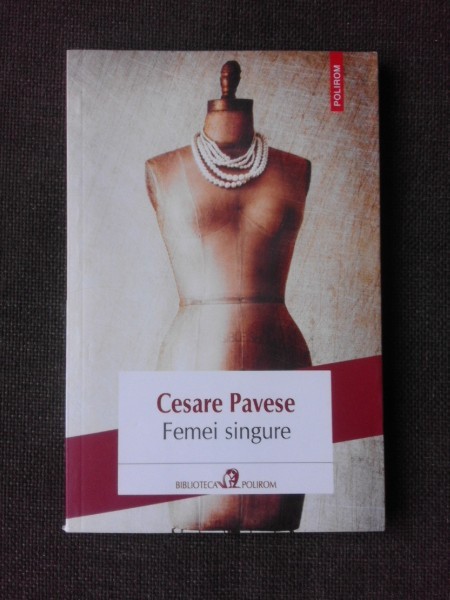 POLIROM
Cesare Pavese
Femei singure
BIBLIOTECA POLIROM